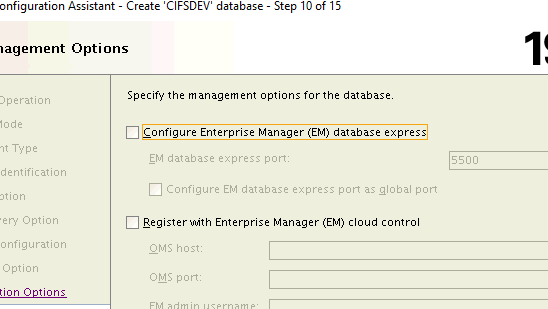 onfiguration Assistant - Create 'CIFSDEV' database - Step 10 of 15
nagement Options
19
Specify the management options for the database.
Operation
Configure Enterprise Manager (EM) database express
Mode
nt Type
EM database express port:
5500
Identification
Configure EM database express port as global port
ption
very Option
Register with Enterprise Manager (EM) cloud control
onfiguration
OMS host:
Option
OMS port:
tion Options
EM admin username: